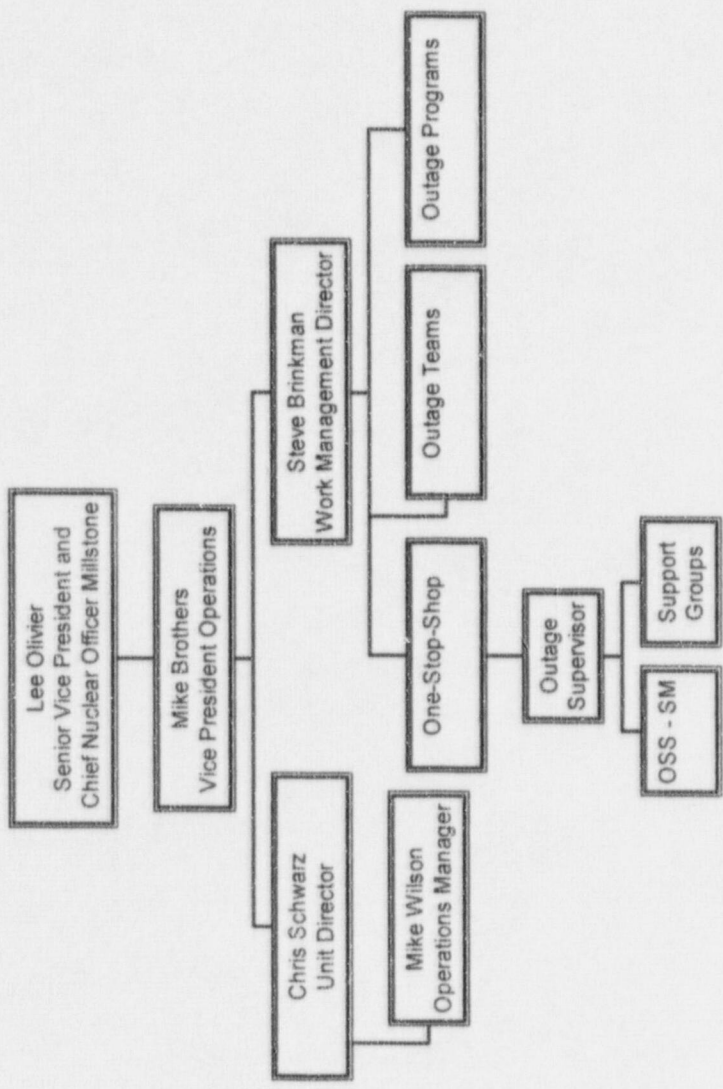 Lee Olivier
Senior Vice President and
Chief Nuclear Officer Millstone
Mike Brothers
Vice President Operations
Chris Schwarz
Unit Director
Steve Brinkman
Work Management Director
Mike Wilson
Operations Manager
One-Stop-Shop
Outage Teams
Outage Programs
Outage
Supervisor
OSS - SM
Support
Groups